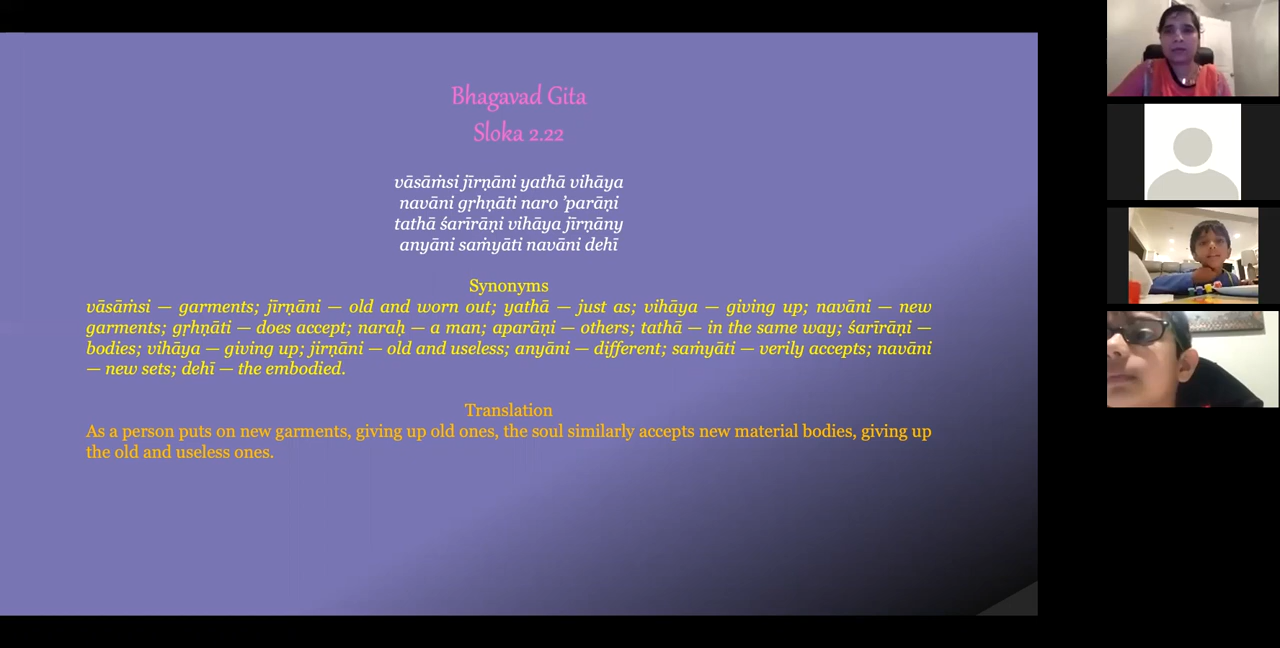 Bhagavad Gita
Sloka 2.22
vāsāṁsi jīrṇāni yathā vihāya
navāni gṛhṇāti naro ’parāṇi
tathā śarīrāṇi vihāya jīrṇāny
anyāni saṁyāti navāni dehī
Synonyms
vāsāṁsi — garments; jīrṇāni — old and worn out; yathā — just as; vihāya — giving up; navāni — new
garments; gṛhṇāti — does accept; naraḥ — a man; aparāṇi — others; tathā — in the same way; śarīrāṇi —
bodies; vihāya — giving up; jirṇāni — old and useless; anyāni — different; saṁyāti — verily accepts; navāni
— new sets; dehī — the embodied.
Translation
As a person puts on new garments, giving up old ones, the soul similarly accepts new material bodies, giving up
the old and useless ones.